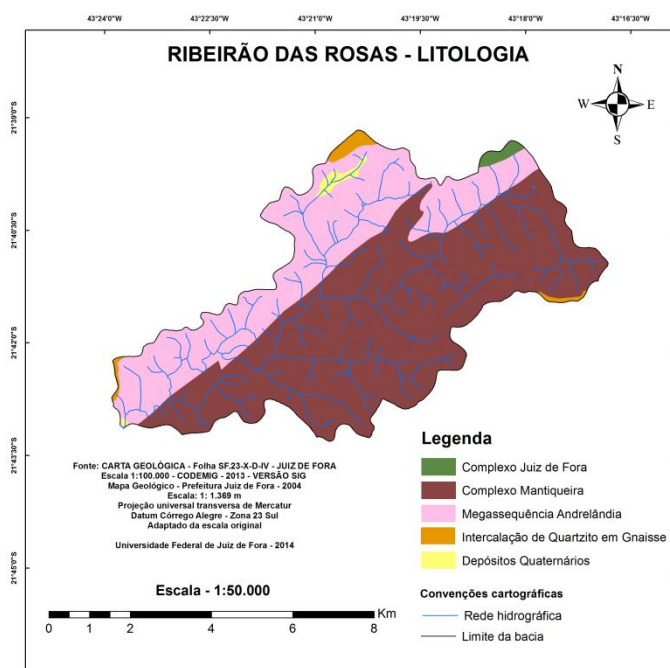 43°24'0"W 43°22'30"W 43°21'0"W 43°19'30"W 43°18'0"W 43°16'30"W
RIBEIRÃO DAS ROSAS - LITOLOGIA
N
W E
S
21°39'0"S
21°40'30"S
21°42'0"S
21°43'30"S
21°45'0"S
Fonte: CARTA GEOLÓGICA - Folha SF.23-X-D-IV - JUIZ DE FORA
Escala 1:100.000 - CODEMIG - 2013 - VERSÃO SIG
Mapa Geológico - Prefeitura Juiz de Fora - 2004
Escala: 1: 1.369 m
Projeção universal transversa de Mercatur
Datum Córrego Alegre - Zona 23 Sul
Adaptado da escala original
Universidade Federal de Juiz de Fora - 2014
Escala - 1:50.000
Km
0 1 2 4 6 8
Legenda
Complexo Juiz de Fora
Complexo Mantiqueira
Megassequência Andrelândia
Intercalação de Quartzito em Gnaisse
Depósitos Quaternários
Convenções cartográficas
Rede hidrográfica
Limite da bacia